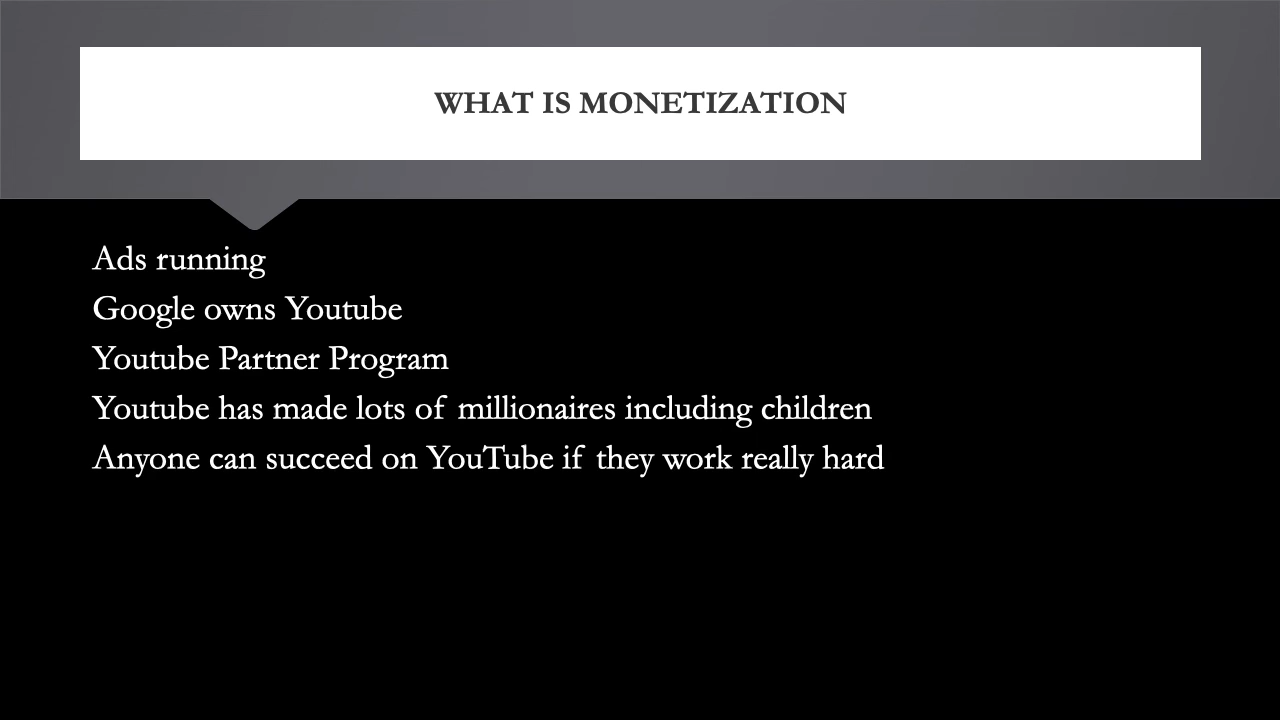 WHAT IS MONETIZATION
Ads running
Google owns Youtube
Youtube Partner Program
Youtube has made lots of millionaires including children
Anyone can succeed on YouTube if they work really hard